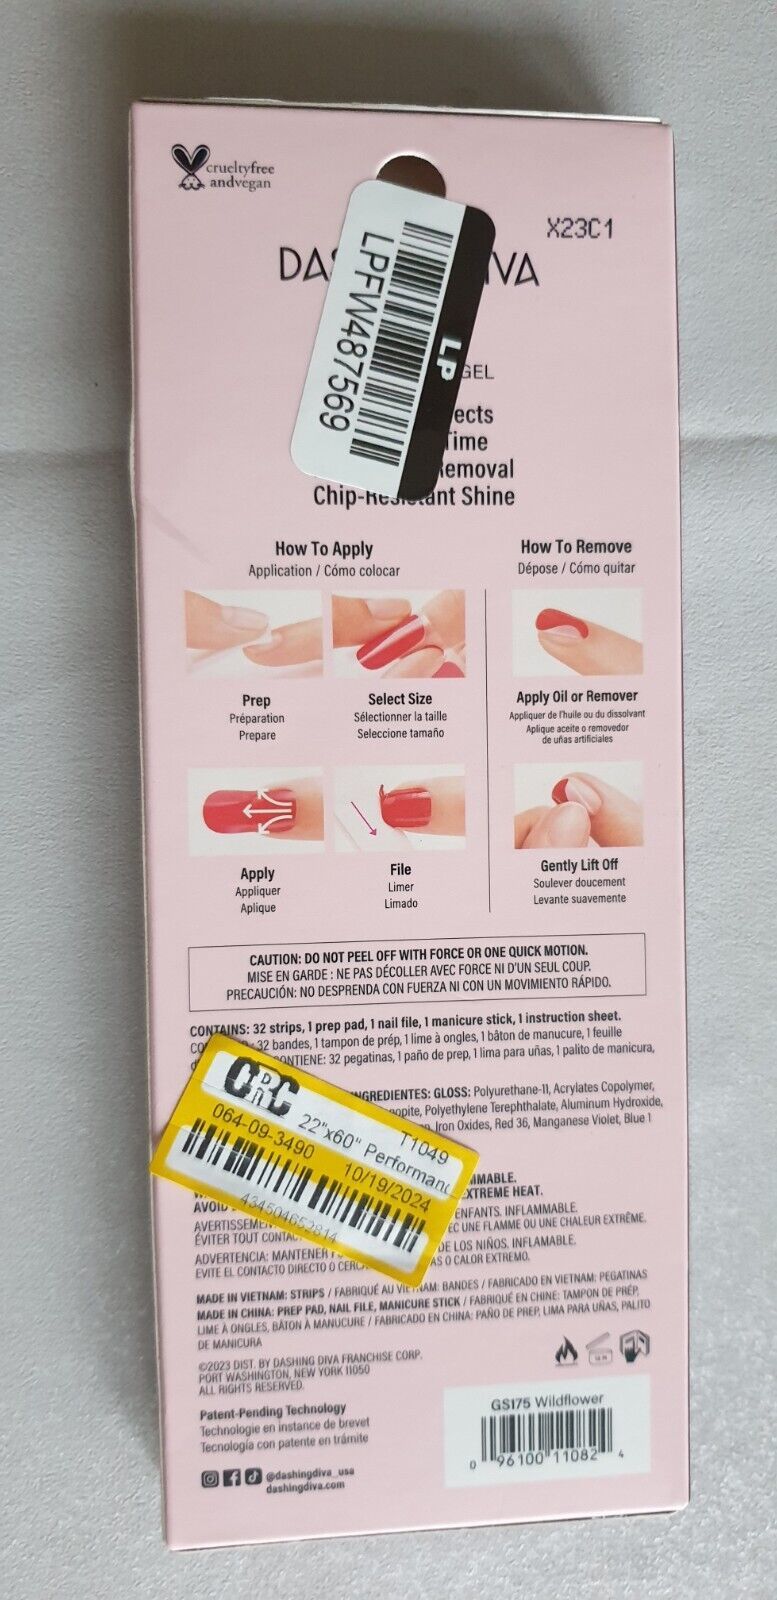 crueltyfree
andvegan
X23C1
DAS IVA
LPFW487569
LP
GEL
ects
Time
Removal
Chip-Resistant Shine
How To Apply
Application / Cómo colocar
How To Remove
Dépose / Cómo quitar
Prep
Préparation
Prepare
Select Size
Sélectionner la taille
Seleccione tamaño
Apply Oil or Remover
Appliquer de l'huile ou du dissolvant
Aplique aceite o removedor
de uñas artificiales
Apply
Appliquer
Aplique
File
Limer
Limado
Gently Lift Off
Soulever doucement
Levante suavemente
CAUTION: DO NOT PEEL OFF WITH FORCE OR ONE QUICK MOTION.
MISE EN GARDE : NE PAS DÉCOLLER AVEC FORCE NI D'UN SEUL COUP.
PRECAUCIÓN: NO DESPRENDA CON FUERZA NI CON UN MOVIMIENTO RÁPIDO.
CONTAINS: 32 strips, 1 prep pad, 1 nail file, 1 manicure stick, 1 instruction sheet.
32 bandes, 1 tampon de prép, 1 lime à ongles, 1 bâton de manucure, 1 feuille
CONTIENE: 32 pegatinas, 1 paño de prep, 1 lima para uñas, 1 palito de manicura,
INGREDIENTES: GLOSS: Polyurethane-11, Acrylates Copolymer,
Polyethylene Terephthalate, Aluminum Hydroxide,
Iron Oxides, Red 36, Manganese Violet, Blue 1
CRC
22"x60" Performanc
T1049
064-09-3490
10/19/2024
434504652814
MMABLE.
EXTREME HEAT.
AVOID
ENFANTS. INFLAMMABLE.
AVERTISSEMEN
EC UNE FLAMME OU UNE CHALEUR EXTRÊME.
ÉVITER TOUT CONTAC
DE LOS NIÑOS. INFLAMABLE.
ADVERTENCIA: MANTENER
AS O CALOR EXTREMO.
EVITE EL CONTACTO DIRECTO O CERCA
MADE IN VIETNAM: STRIPS / FABRIQUÉ AU VIETNAM: BANDES / FABRICADO EN VIETNAM: PEGATINAS
MADE IN CHINA: PREP PAD, NAIL FILE, MANICURE STICK / FABRIQUÉ EN CHINE: TAMPON DE PRÉP,
LIME À ONGLES, BÂTON À MANUCURE / FABRICADO EN CHINA: PAÑO DE PREP, LIMA PARA UÑAS, PALITO
DE MANICURA
©2023 DIST. BY DASHING DIVA FRANCHISE CORP.
PORT WASHINGTON, NEW YORK 11050
ALL RIGHTS RESERVED.
Patent-Pending Technology
Technologie en instance de brevet
Tecnología con patente en trámite
@dashingdiva_usa
dashingdiva.com
GS175 Wildflower
0 96100 11082 4